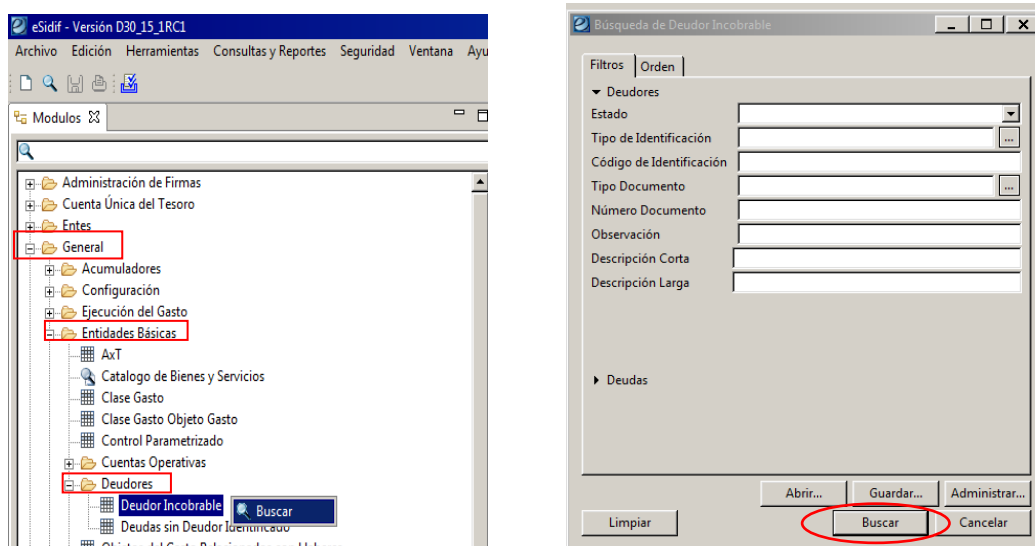 eSidif - Versión D30_15_1RC1
Archivo Edición Herramientas Consultas y Reportes Seguridad Ventana Ayu
Modulos
Administración de Firmas
Cuenta Única del Tesoro
Entes
General
Acumuladores
Configuración
Ejecución del Gasto
Entidades Básicas
AxT
Catalogo de Bienes y Servicios
Clase Gasto
Clase Gasto Objeto Gasto
Control Parametrizado
Cuentas Operativas
Deudores
Deudor Incobrable
Buscar
Deudas sin Deudor Identificado
Búsqueda de Deudor Incobrable
Filtros Orden
Deudores
Estado
Tipo de Identificación ...
Código de Identificación
Tipo Documento ...
Número Documento
Observación
Descripción Corta
Descripción Larga
Deudas
Abrir... Guardar... Administrar...
Limpiar Buscar Cancelar